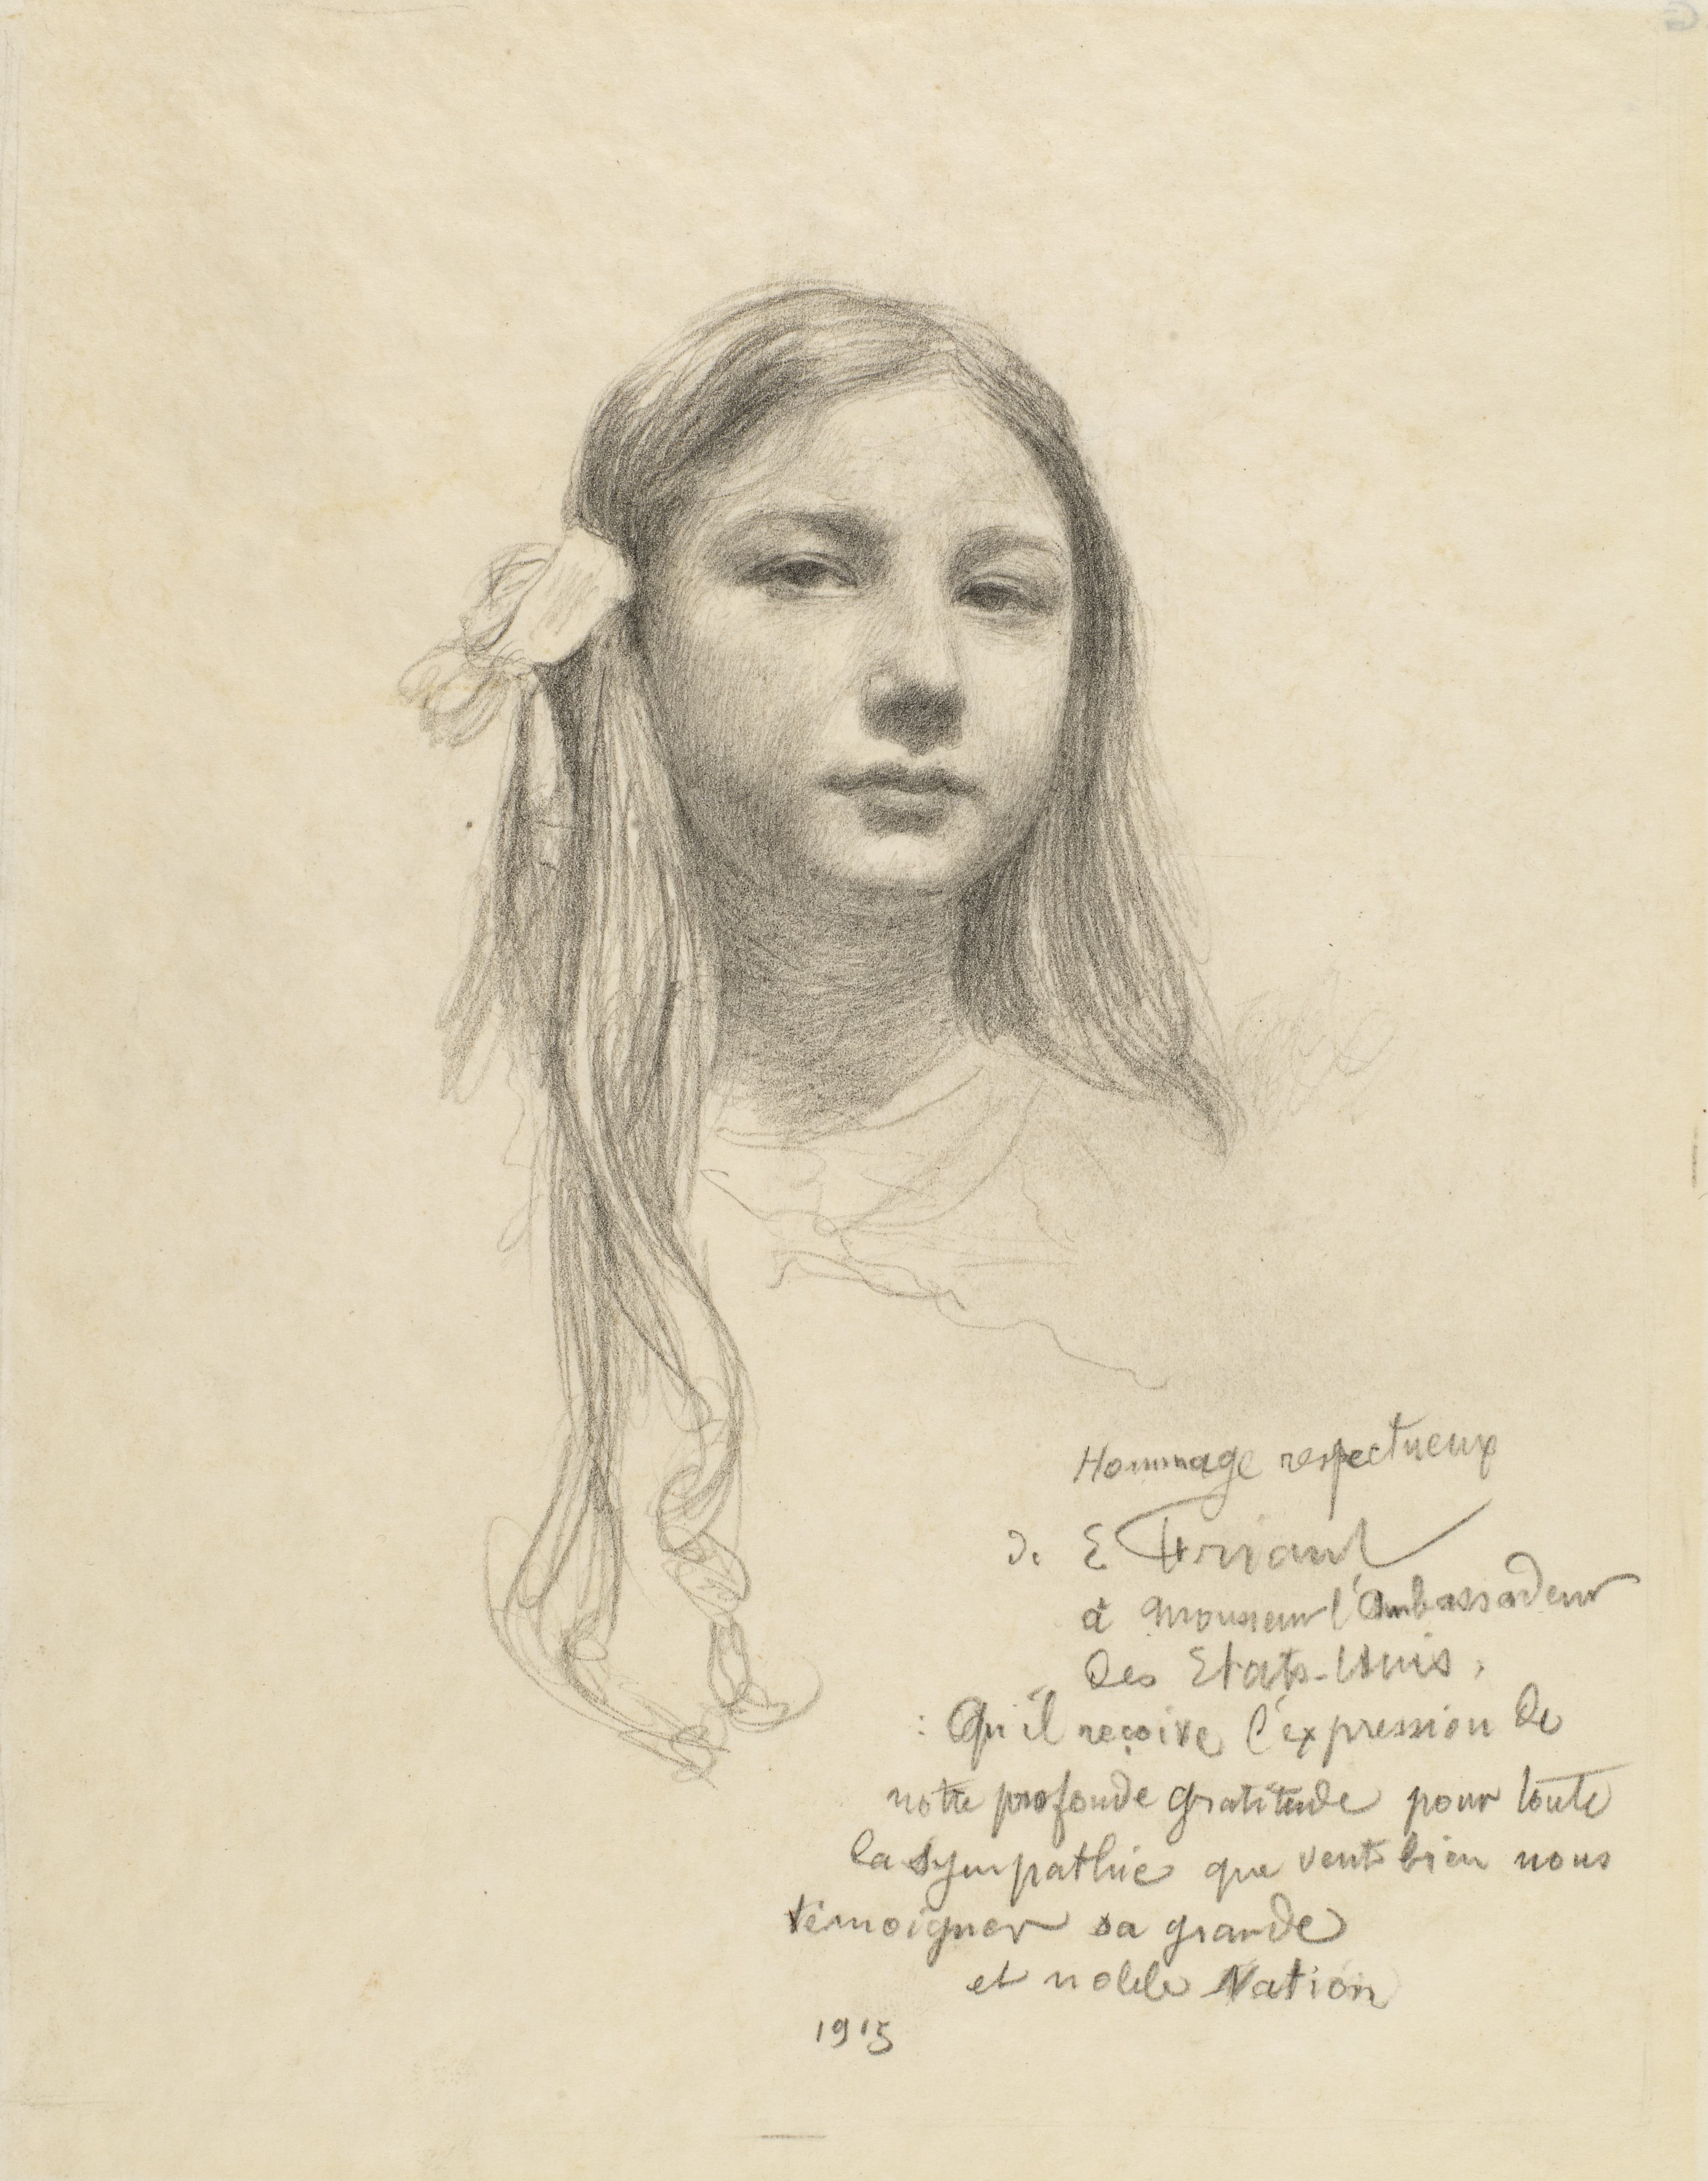 Hommage respectueux
de E Friant
à Monsieur l'Ambassadeur
des Etats-Unis,
: Qu'il reçoive l'expression de
notre profonde gratitude pour toute
la sympathie que veut bien nous
témoigner sa grande
et noble Nation
1915